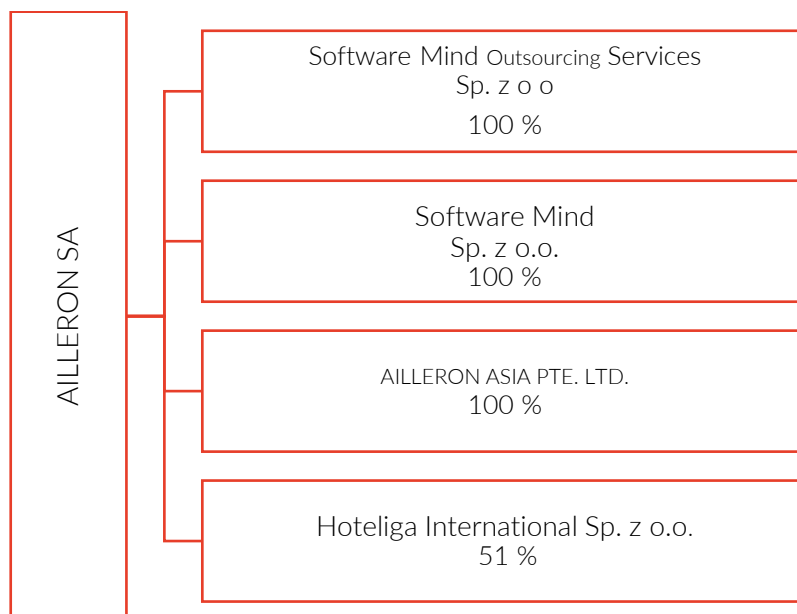 AILLERON SA
Software Mind Outsourcing Services
Sp. z o o
100 %
Software Mind
Sp. z o.o.
100 %
AILLERON ASIA PTE. LTD.
100 %
Hoteliga International Sp. z o.o.
51 %